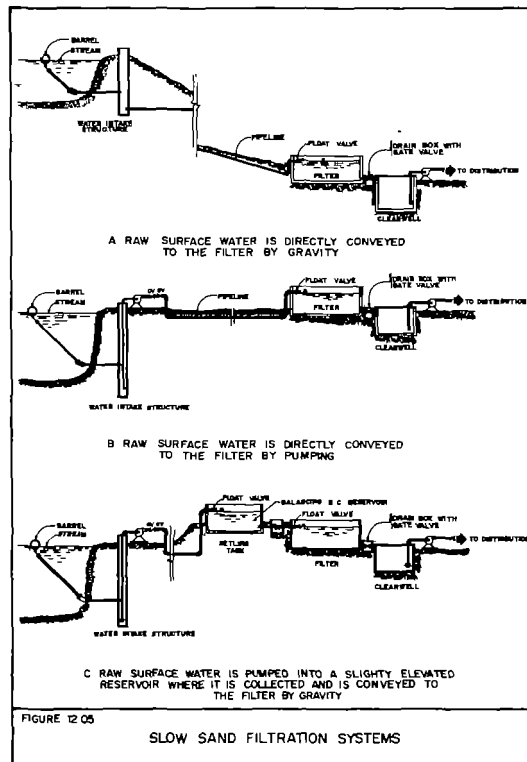 BARREL
STREAM
WATER INTAKE
STRUCTURE
PIPELINE
FLOAT VALVE
FILTER
DRAIN BOX WITH
GATE VALVE
TO DISTRIBUTION
CLEARWELL
A RAW SURFACE WATER IS DIRECTLY CONVEYED
TO THE FILTER BY GRAVITY
BARREL
STREAM
CV GV
PIPELINE
FLOAT VALVE
FILTER
DRAIN BOX WITH
GATE VALVE
TO DISTRIBUTION
CLEARWELL
WATER INTAKE STRUCTURE
B RAW SURFACE WATER IS DIRECTLY CONVEYED
TO THE FILTER BY PUMPING
BARREL
STREAM
FLOAT VALVE
RESERVOIR
FLOAT VALVE
TANK
FILTER
DRAIN BOX WITH
GATE VALVE
TO DISTRIBUTION
CLEARWELL
WATER INTAKE STRUCTURE
C RAW SURFACE WATER IS PUMPED INTO A SLIGHTY ELEVATED
RESERVOIR WHERE IT IS COLLECTED AND IS CONVEYED TO
THE FILTER BY GRAVITY
FIGURE 12 05
SLOW SAND FILTRATION SYSTEMS